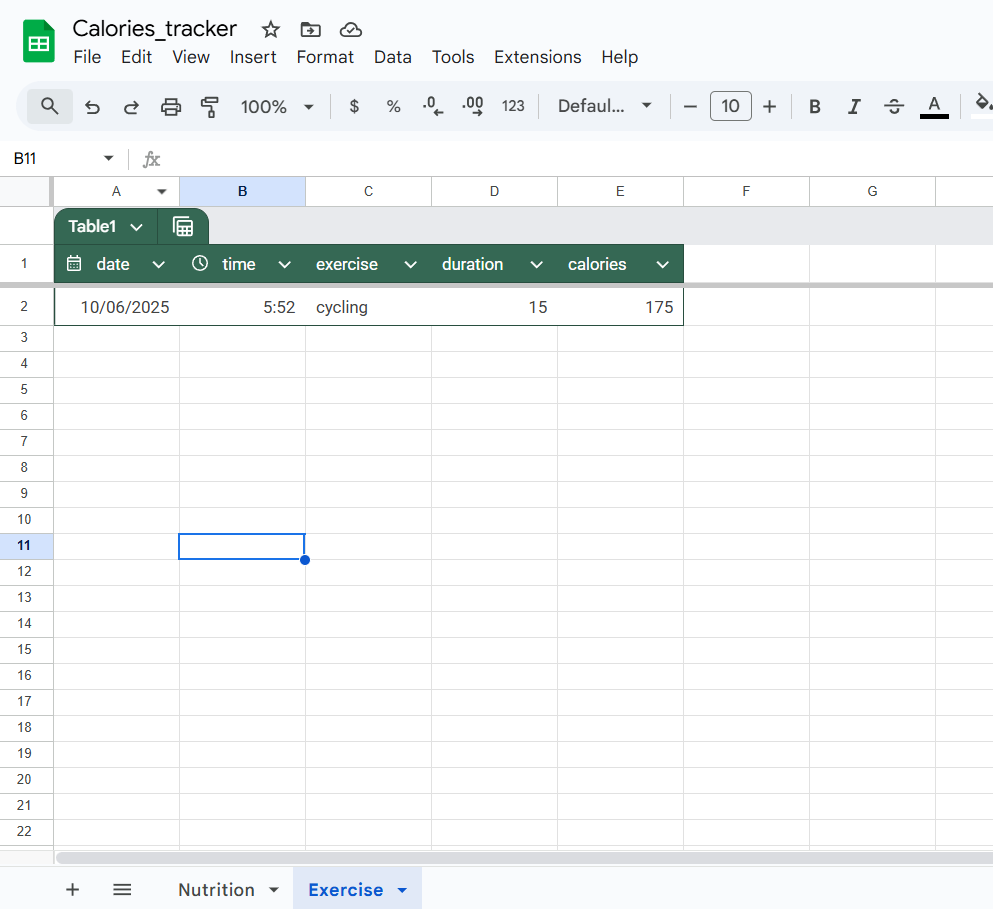 Calories_tracker
File Edit View Insert Format Data Tools Extensions Help
100% $ % .0 .00 123 Defaul... − 10 + B I S A
B11 fx
A B C D E F G
Table1
1 date time exercise duration calories
2 10/06/2025 5:52 cycling 15 175
3
4
5
6
7
8
9
10
11
12
13
14
15
16
17
18
19
20
21
22
+ Nutrition Exercise